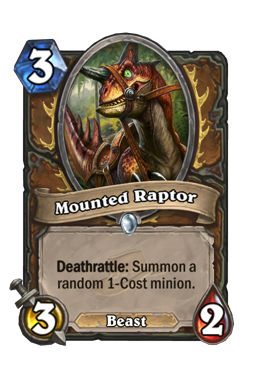 3
Mounted Raptor
Deathrattle: Summon a
random 1-Cost minion.
3
Beast
2